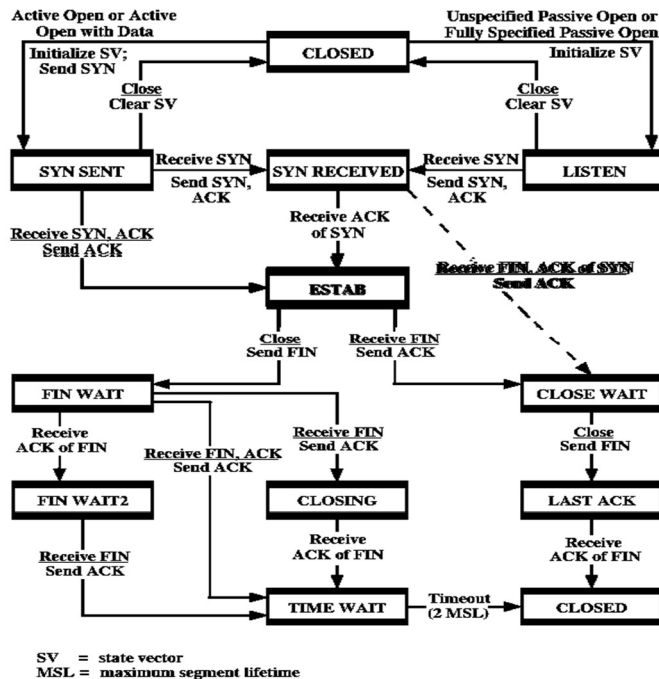 Active Open or Active
Open with Data
Unspecified Passive Open or
Fully Specified Passive Open
CLOSED
Initialize SV;
Send SYN
Initialize SV
Close
Clear SV
Close
Clear SV
SYN SENT
Receive SYN
Send SYN,
ACK
SYN RECEIVED
Receive SYN
Send SYN,
ACK
LISTEN
Receive SYN, ACK
Send ACK
Receive ACK
of SYN
Receive FIN, ACK of SYN
Send ACK
ESTAB
Close
Send FIN
Receive FIN
Send ACK
FIN WAIT
CLOSE WAIT
Receive
ACK of FIN
Receive FIN, ACK
Send ACK
Receive FIN
Send ACK
Close
Send FIN
FIN WAIT2
CLOSING
LAST ACK
Receive FIN
Send ACK
Receive
ACK of FIN
Receive
ACK of FIN
TIME WAIT
Timeout
(2 MSL)
CLOSED
SV = state vector
MSL = maximum segment lifetime